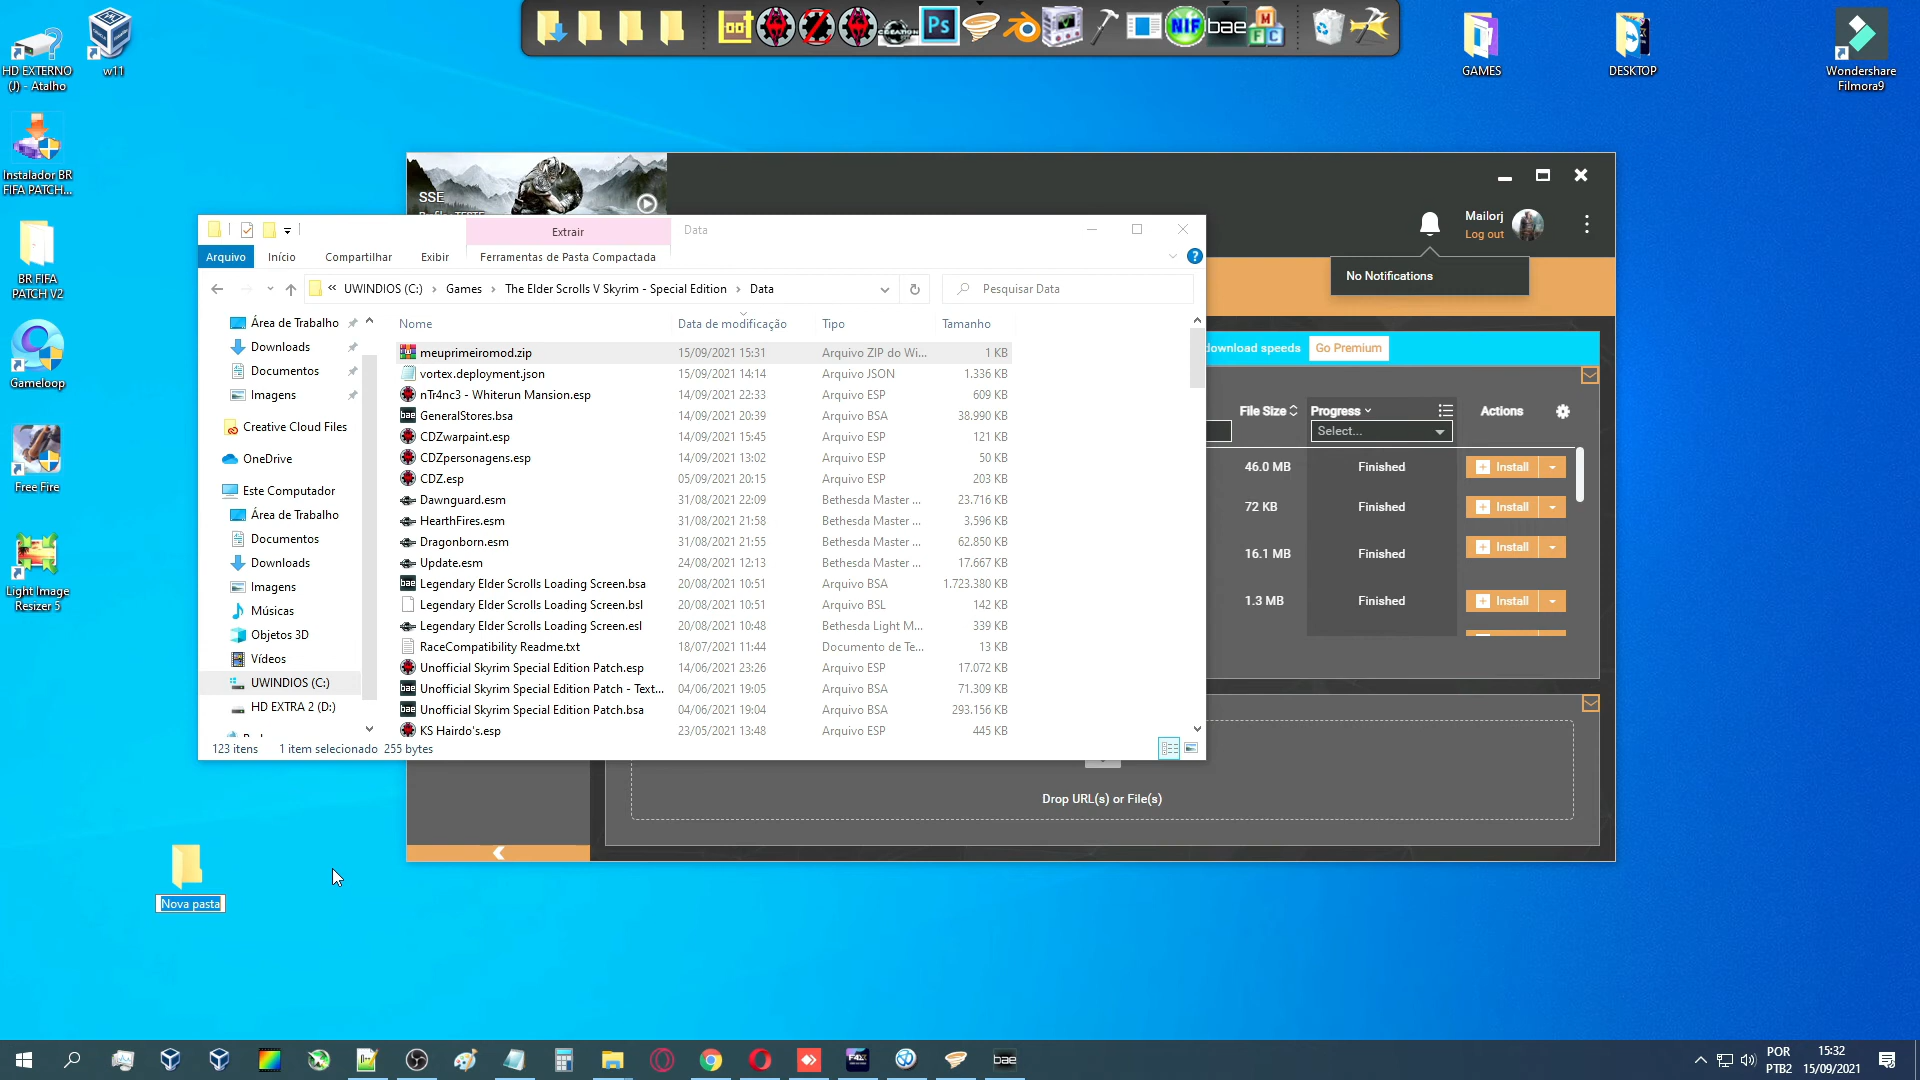 HD EXTERNO
(J) - Atalho
w11
Instalador BR
FIFA PATCH...
BR FIFA
PATCH V2
Gameloop
Free Fire
Light Image
Resizer 5
loot
CREATION
Ps
NIF
bae
M
F C
GAMES
DESKTOP
Wondershare
Filmora9
SSE
Mailorj
Log out
No Notifications
Extrair
Data
Arquivo
Início
Compartilhar
Exibir
Ferramentas de Pasta Compactada
« UWINDIOS (C:) › Games › The Elder Scrolls V Skyrim - Special Edition › Data
Pesquisar Data
Área de Trabalho
Downloads
Documentos
Imagens
Creative Cloud Files
OneDrive
Este Computador
Área de Trabalho
Documentos
Downloads
Imagens
Músicas
Objetos 3D
Vídeos
UWINDIOS (C:)
HD EXTRA 2 (D:)
Nome Data de modificação Tipo Tamanho
meuprimeiromod.zip 15/09/2021 15:31 Arquivo ZIP do Wi... 1 KB
vortex.deployment.json 15/09/2021 14:14 Arquivo JSON 1.336 KB
nTr4nc3 - Whiterun Mansion.esp 14/09/2021 22:33 Arquivo ESP 609 KB
GeneralStores.bsa 14/09/2021 20:39 Arquivo BSA 38.990 KB
CDZwarpaint.esp 14/09/2021 15:45 Arquivo ESP 121 KB
CDZpersonagens.esp 14/09/2021 13:02 Arquivo ESP 50 KB
CDZ.esp 05/09/2021 20:15 Arquivo ESP 203 KB
Dawnguard.esm 31/08/2021 22:09 Bethesda Master ... 23.716 KB
HearthFires.esm 31/08/2021 21:58 Bethesda Master ... 3.596 KB
Dragonborn.esm 31/08/2021 21:55 Bethesda Master ... 62.850 KB
Update.esm 24/08/2021 12:13 Bethesda Master ... 17.667 KB
Legendary Elder Scrolls Loading Screen.bsa 20/08/2021 10:51 Arquivo BSA 1.723.380 KB
Legendary Elder Scrolls Loading Screen.bsl 20/08/2021 10:51 Arquivo BSL 142 KB
Legendary Elder Scrolls Loading Screen.esl 20/08/2021 10:48 Bethesda Light M... 339 KB
RaceCompatibility Readme.txt 18/07/2021 11:44 Documento de Te... 13 KB
Unofficial Skyrim Special Edition Patch.esp 14/06/2021 23:26 Arquivo ESP 17.072 KB
Unofficial Skyrim Special Edition Patch - Text... 04/06/2021 19:05 Arquivo BSA 71.309 KB
Unofficial Skyrim Special Edition Patch.bsa 04/06/2021 19:04 Arquivo BSA 293.156 KB
KS Hairdo's.esp 23/05/2021 13:48 Arquivo ESP 445 KB
123 itens 1 item selecionado 255 bytes
download speeds
Go Premium
File Size Progress Actions
Select...
46.0 MB Finished Install
72 KB Finished Install
16.1 MB Finished Install
1.3 MB Finished Install
Drop URL(s) or File(s)
Nova pasta
bae
POR
PTB2
15:32
15/09/2021